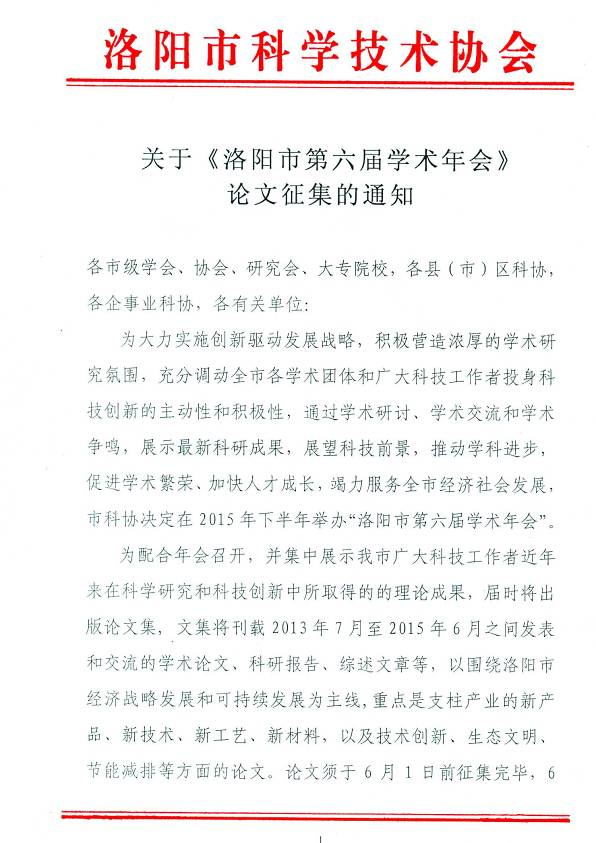 洛阳市科学技术协会
关于《洛阳市第六届学术年会》
论文征集的通知
各市级学会、协会、研究会、大专院校，各县（市）区科协，
各企事业科协，各有关单位：
为大力实施创新驱动发展战略，积极营造浓厚的学术研
究氛围，充分调动全市各学术团体和广大科技工作者投身科
技创新的主动性和积极性，通过学术研讨、学术交流和学术
争鸣，展示最新科研成果，展望科技前景，推动学科进步，
促进学术繁荣、加快人才成长，竭力服务全市经济社会发展，
市科协决定在 2015 年下半年举办“洛阳市第六届学术年会”。
为配合年会召开，并集中展示我市广大科技工作者近年
来在科学研究和科技创新中所取得的的理论成果，届时将出
版论文集，文集将刊载 2013 年 7 月至 2015 年 6 月之间发表
和交流的学术论文、科研报告、综述文章等，以围绕洛阳市
经济战略发展和可持续发展为主线,重点是支柱产业的新产
品、新技术、新工艺、新材料，以及技术创新、生态文明、
节能减排等方面的论文。论文须于 6 月 1 日前征集完毕，6
1